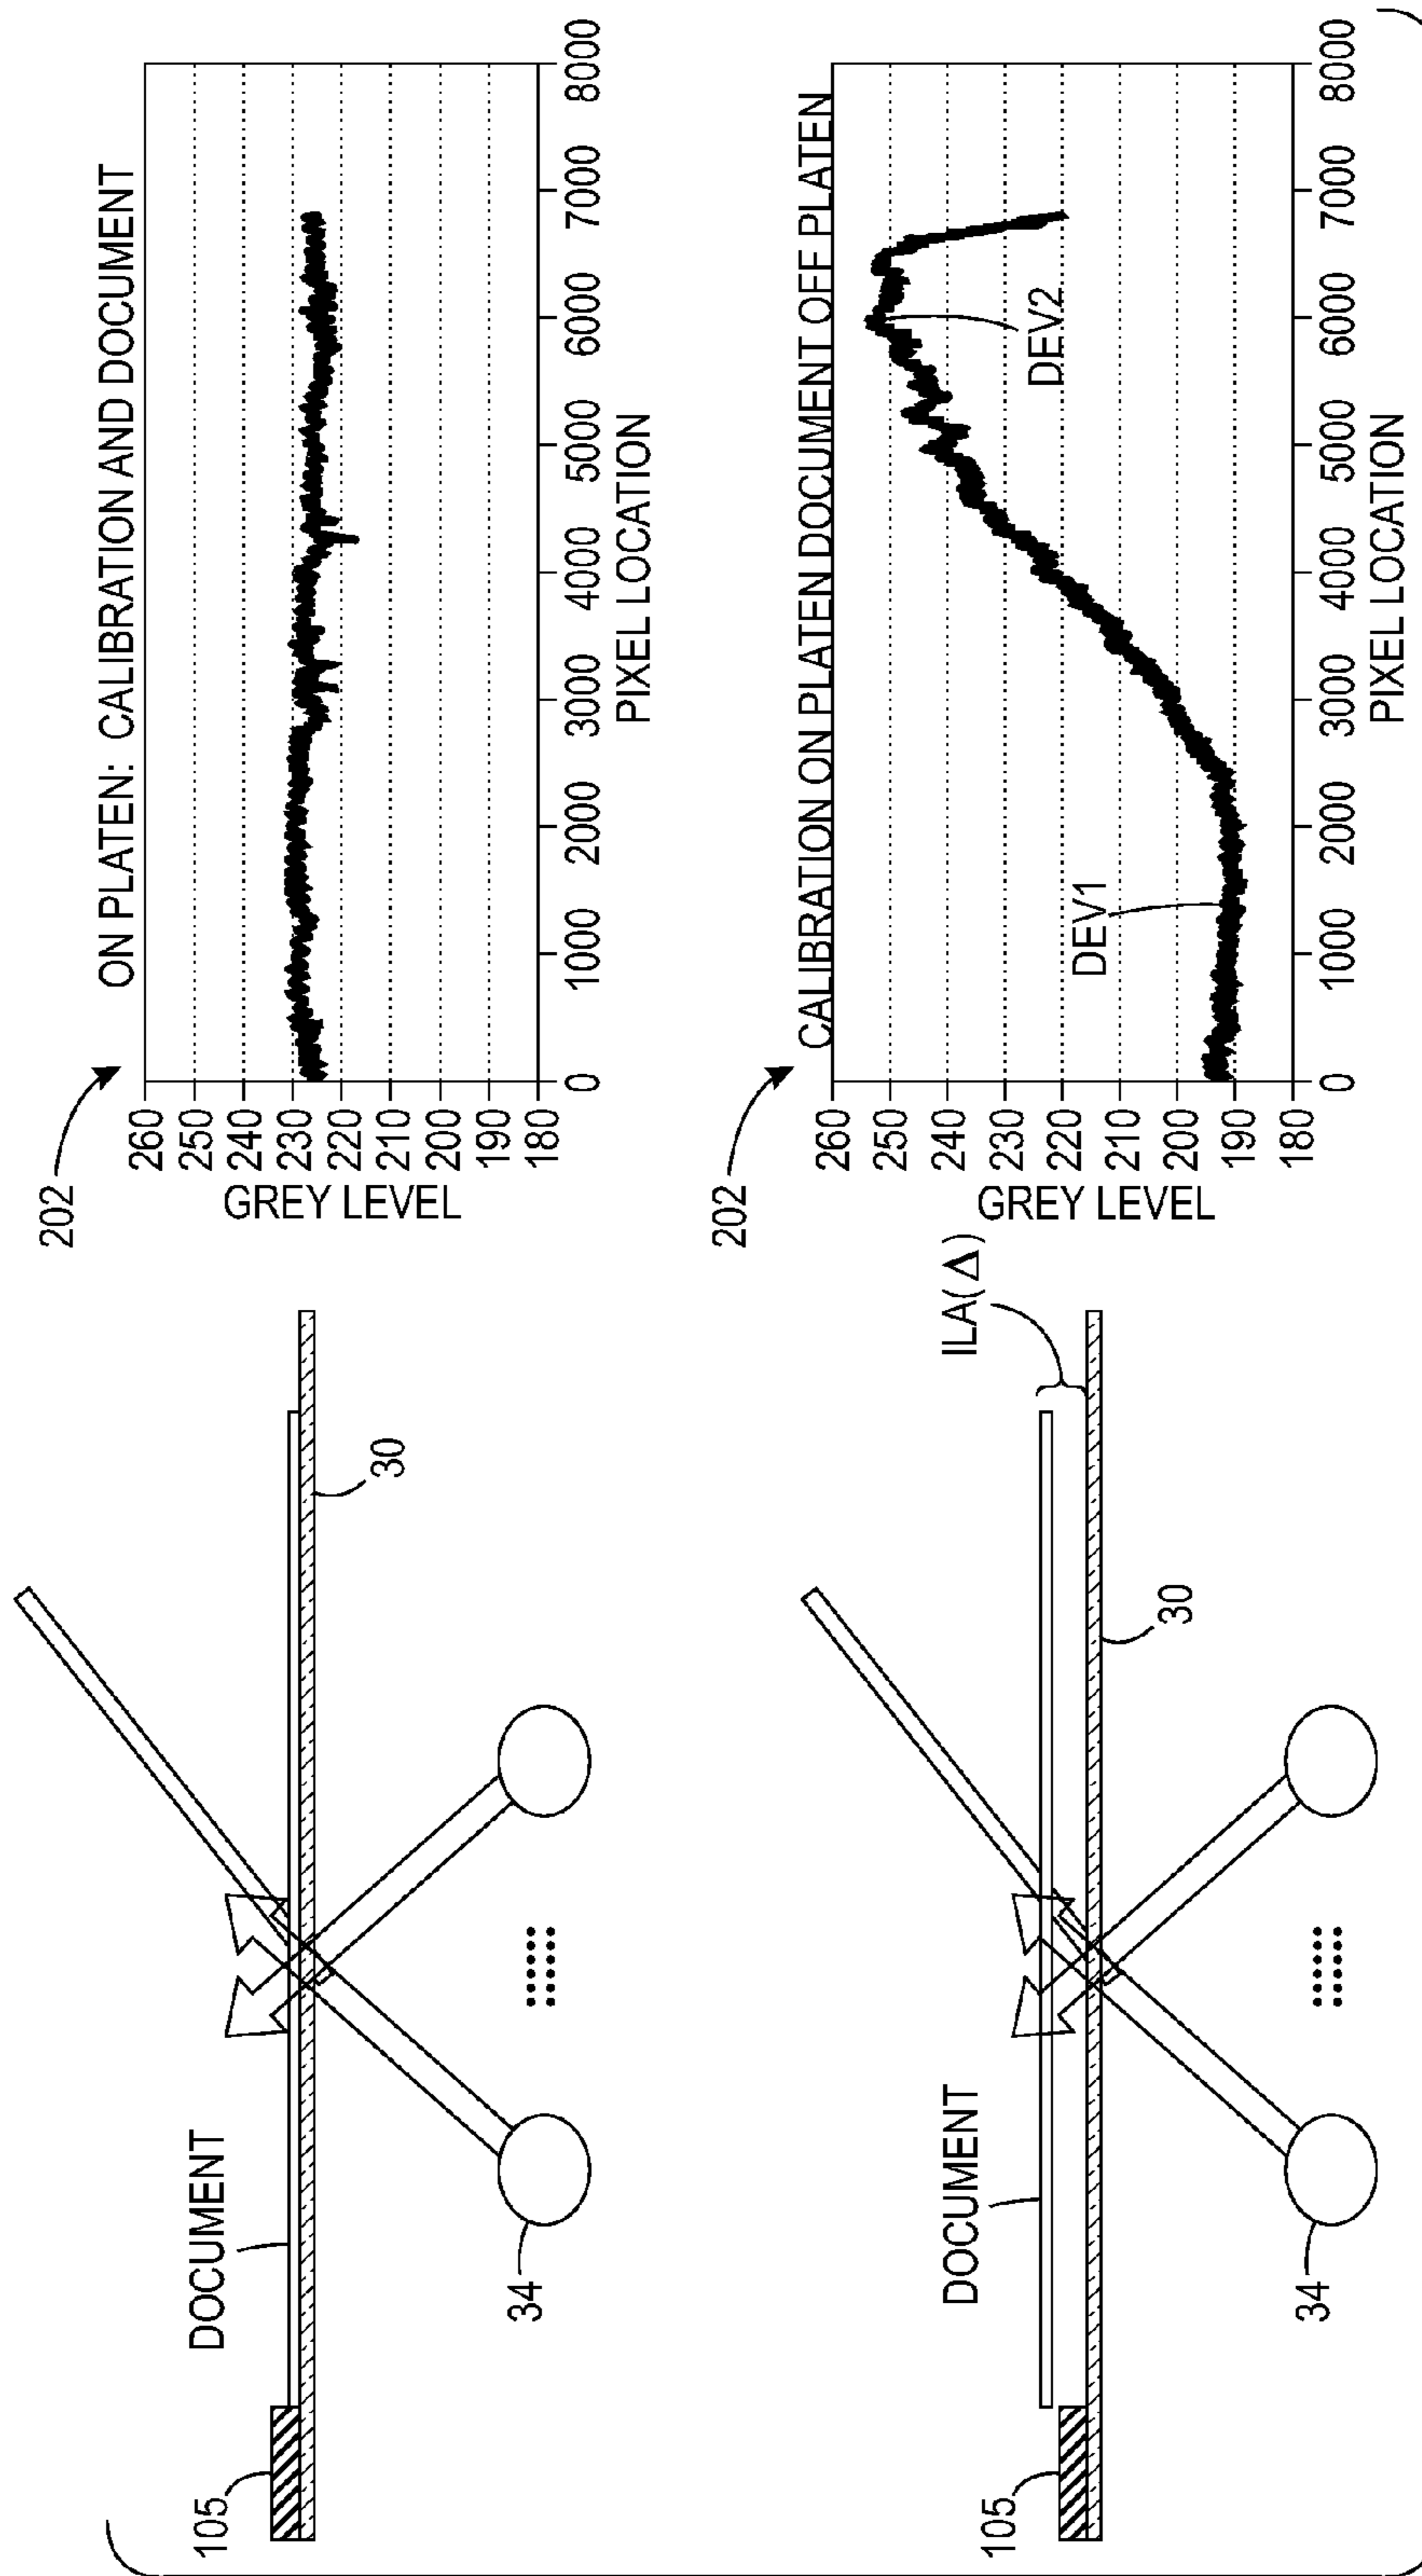 105
DOCUMENT
30
34
202
ON PLATEN: CALIBRATION AND DOCUMENT
GREY LEVEL
260
250
240
230
220
210
200
190
180
0 1000 2000 3000 4000 5000 6000 7000 8000
PIXEL LOCATION
105
DOCUMENT
ILA(Δ)
30
34
202
CALIBRATION ON PLATEN DOCUMENT OFF PLATEN
GREY LEVEL
260
250
240
230
220
210
200
190
180
DEV1
DEV2
0 1000 2000 3000 4000 5000 6000 7000 8000
PIXEL LOCATION